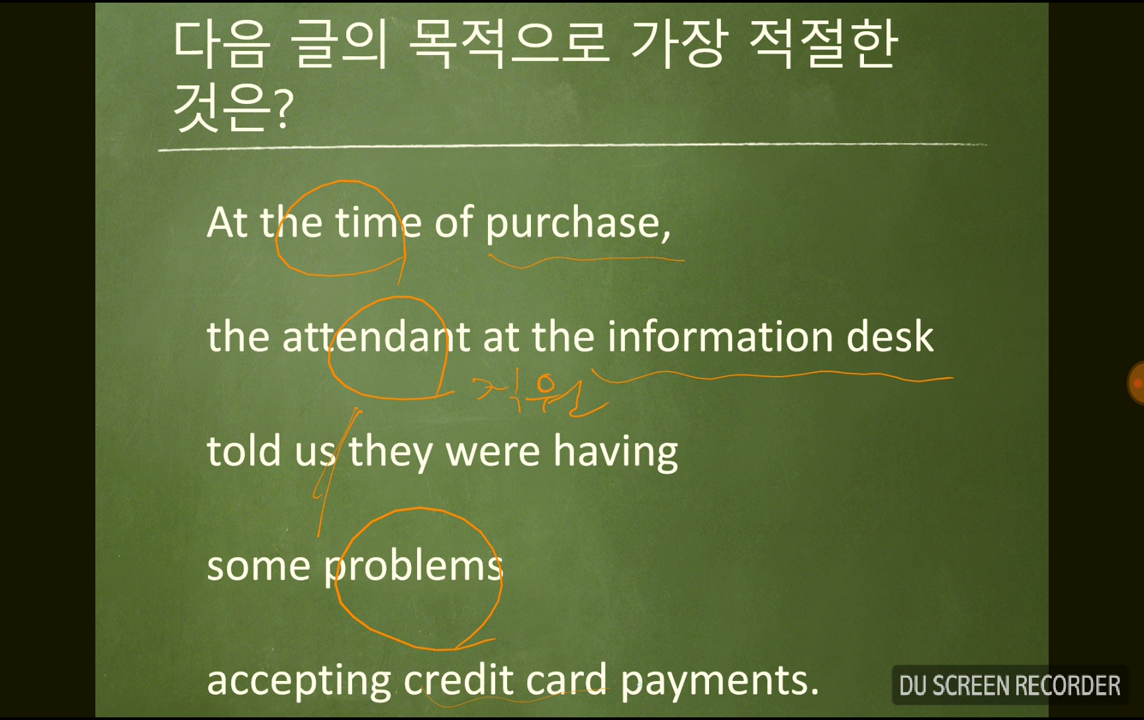 다음 글의 목적으로 가장 적절한
것은?
At the time of purchase,
the attendant at the information desk
직원
told us they were having
some problems
accepting credit card payments.
DU SCREEN RECORDER